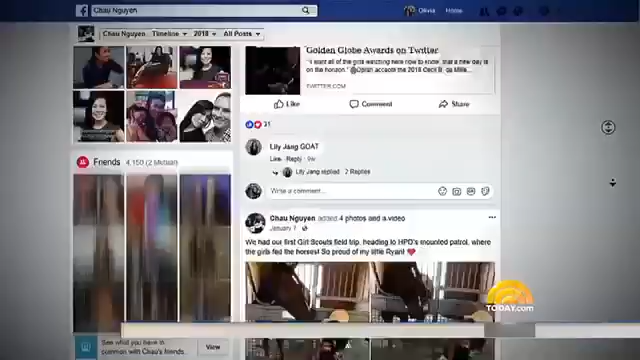 Chau Nguyen
Olivia
Home
Chau Nguyen
Timeline
2018
All Posts
Golden Globe Awards on Twitter
"I want all of the girls watching here now to know, that a new day is
on the horizon." @Oprah accepts the 2018 Cecil B. de Mille...
TWITTER.COM
Like
Comment
Share
31
Lily Jang GOAT
Like · Reply · 9w
Lily Jang replied · 2 Replies
Write a comment...
Friends 4,150 (2 Mutual)
Chau Nguyen added 4 photos and a video
January 7
We had our first Girl Scouts field trip, heading to HPD's mounted patrol, where
the girls fed the horses! So proud of my little Ryan!
TODAY.com
See what you have in
common with Chau's friends.
View